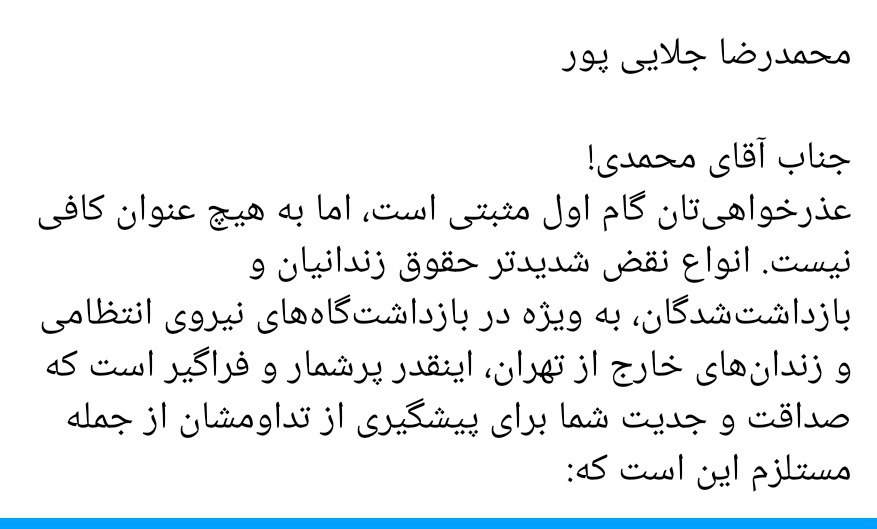 محمدرضا جلایی پور
جناب آقای محمدی!
عذرخواهی‌تان گام اول مثبتی است، اما به هیچ عنوان کافی
نیست. انواع نقض شدیدتر حقوق زندانیان و
بازداشت‌شدگان، به ویژه در بازداشت‌گاه‌های نیروی انتظامی
و زندان‌های خارج از تهران، اینقدر پرشمار و فراگیر است که
صداقت و جدیت شما برای پیشگیری از تداومشان از جمله
مستلزم این است که: